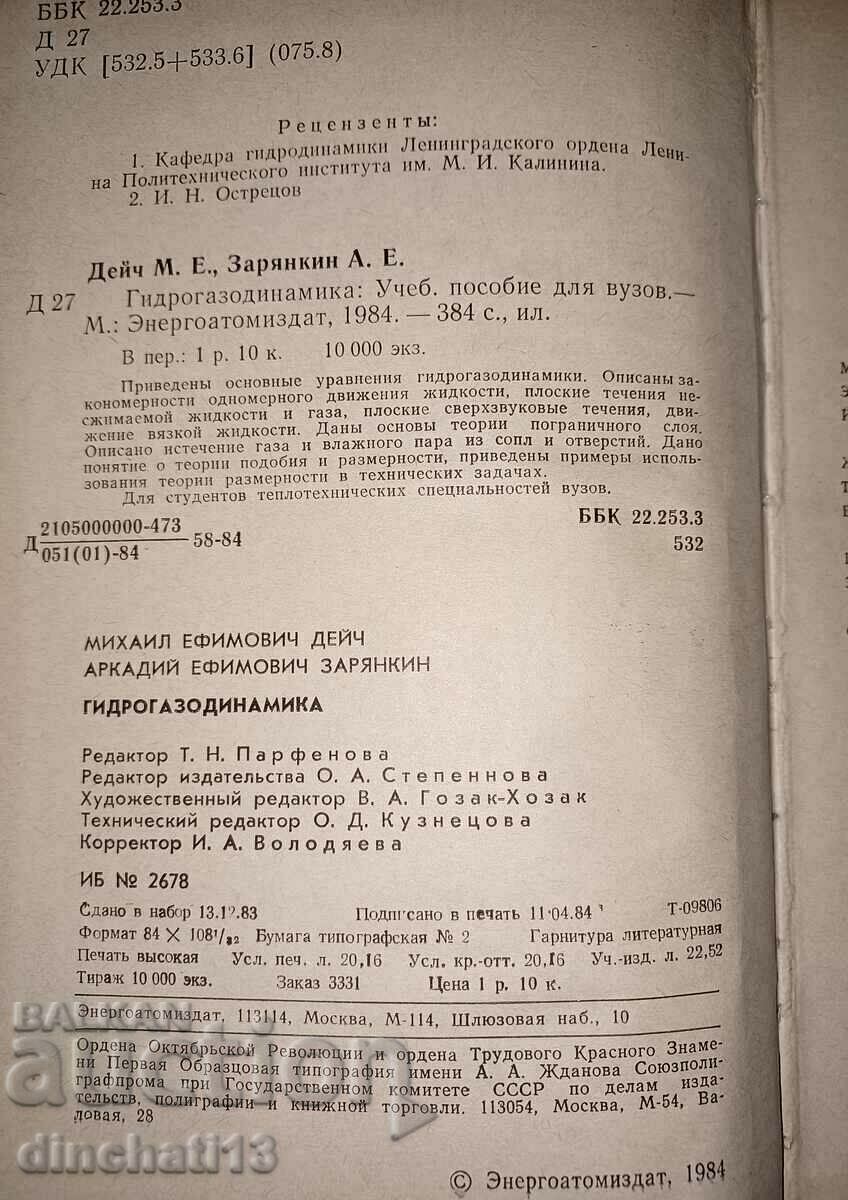 ББК 22.253.3
Д 27
УДК [532.5+533.6] (075.8)
Рецензенты:
1. Кафедра гидродинамики Ленинградского ордена Лени-
на Политехнического института им. М. И. Калинина.
2. И. Н. Острецов
Дейч М. Е., Зарянкин А. Е.
Д 27 Гидрогазодинамика: Учеб. пособие для вузов.—
М.: Энергоатомиздат, 1984. — 384 с., ил.
В пер.: 1 р. 10 к. 10 000 экз.
Приведены основные уравнения гидрогазодинамики. Описаны за-
кономерности одномерного движения жидкости, плоские течения не-
сжимаемой жидкости и газа, плоские сверхзвуковые течения, дви-
жение вязкой жидкости. Даны основы теории пограничного слоя.
Описано истечение газа и влажного пара из сопл и отверстий. Дано
понятие о теории подобия и размерности, приведены примеры исполь-
зования теории размерности в технических задачах.
Для студентов теплотехнических специальностей вузов.
Д 2105000000-473 / 051(01)-84 58-84
ББК 22.253.3
532
МИХАИЛ ЕФИМОВИЧ ДЕЙЧ
АРКАДИЙ ЕФИМОВИЧ ЗАРЯНКИН
ГИДРОГАЗОДИНАМИКА
Редактор Т. Н. Парфенова
Редактор издательства О. А. Степеннова
Художественный редактор В. А. Гозак-Хозак
Технический редактор О. Д. Кузнецова
Корректор И. А. Володяева
ИБ № 2678
Сдано в набор 13.12.83 Подписано в печать 11.04.84 Т-09806
Формат 84 X 108¹/₃₂ Бумага типографская № 2 Гарнитура литературная
Печать высокая Усл. печ. л. 20,16 Усл. кр.-отт. 20,16 Уч.-изд. л. 22,52
Тираж 10 000 экз. Заказ 3331 Цена 1 р. 10 к.
Энергоатомиздат, 113114, Москва, М-114, Шлюзовая наб., 10
Ордена Октябрьской Революции и ордена Трудового Красного Знаме-
ни Первая Образцовая типография имени А. А. Жданова Союзполи-
графпрома при Государственном комитете СССР по делам изда-
тельств, полиграфии и книжной торговли. 113054, Москва, М-54, Ва-
ловая, 28
© Энергоатомиздат, 1984
BALKAN
auction
dinchati13